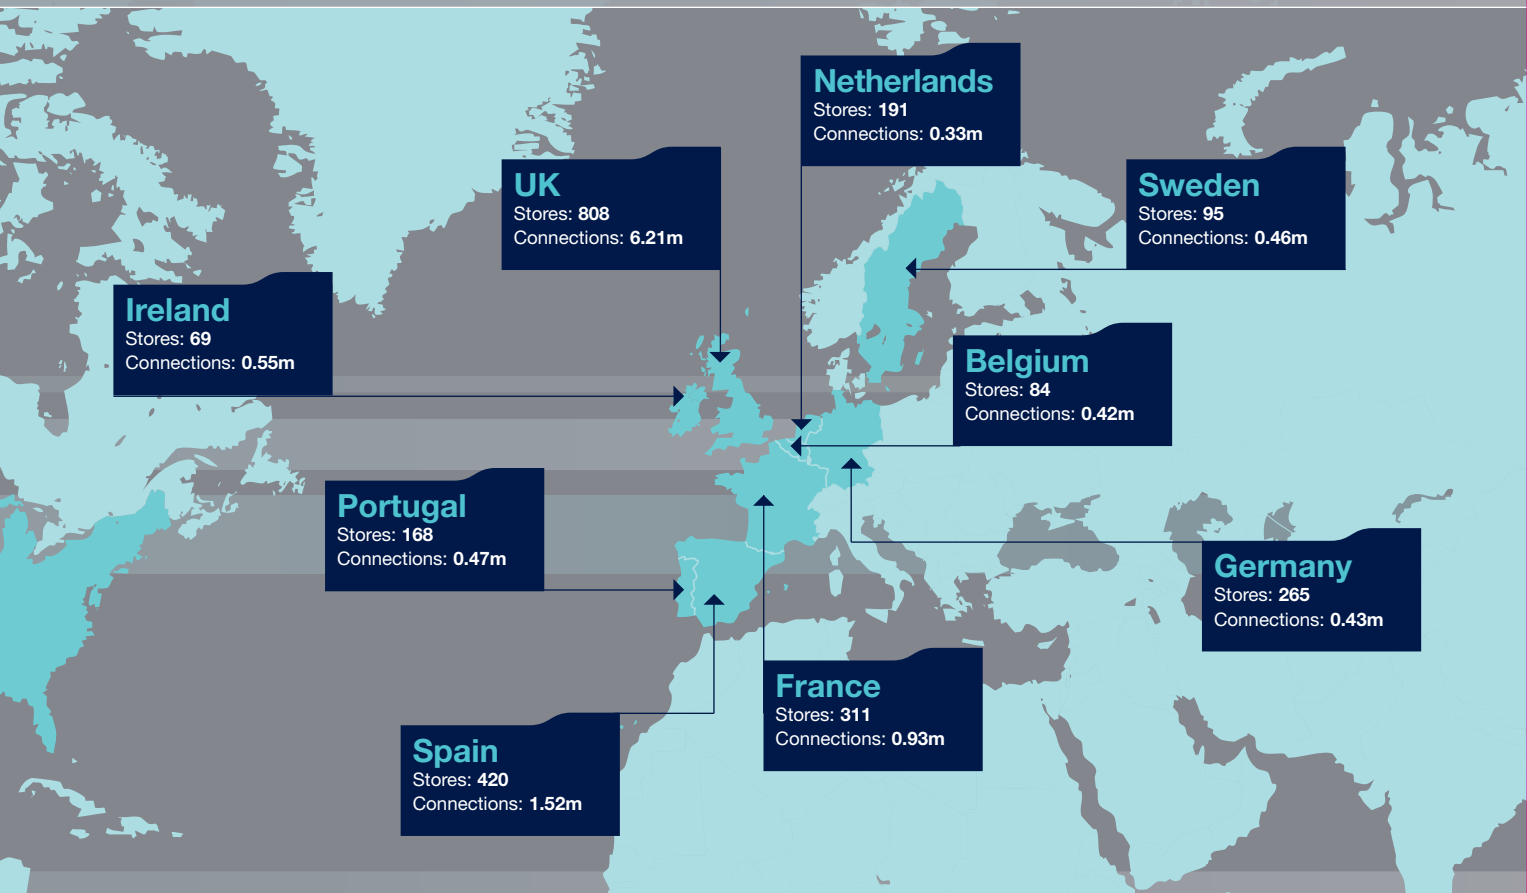 Netherlands
Stores: 191
Connections: 0.33m
UK
Stores: 808
Connections: 6.21m
Sweden
Stores: 95
Connections: 0.46m
Ireland
Stores: 69
Connections: 0.55m
Belgium
Stores: 84
Connections: 0.42m
Portugal
Stores: 168
Connections: 0.47m
Germany
Stores: 265
Connections: 0.43m
France
Stores: 311
Connections: 0.93m
Spain
Stores: 420
Connections: 1.52m